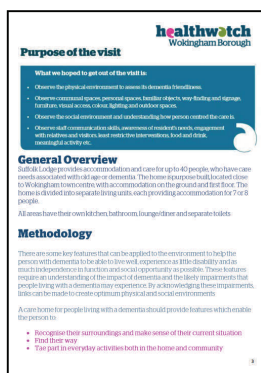 healthwatch
Wokingham Borough
Purpose of the visit
What we hoped to get out of the visit is:
• Observe the physical environment to assess its dementia friendliness.
• Observe communal spaces, personal spaces, familiar objects, way-finding and signage, furniture, visual access, colour, lighting and outdoor spaces.
• Observe the social environment and understanding how person centred the care is.
• Observe staff communication skills, awareness of resident's needs, engagement with relatives and visitors, least restrictive interventions, food and drink, meaningful activity etc.
General Overview
Suffolk Lodge provides accommodation and care for up to 40 people, who have care needs associated with old age or dementia. The home is purpose built, located close to Wokingham town centre, with accommodation on the ground and first floor. The home is divided into separate living units, each providing accommodation for 7 or 8 people.
All areas have their own kitchen, bathroom, lounge/diner and separate toilets
Methodology
There are some key features that can be applied to the environment to help the person with dementia to be able to live well, experience as little disability and as much independence in function and social opportunity as possible. These features require an understanding of the impact of dementia and the likely impairments that people living with a dementia may experience. By acknowledging these impairments, links can be made to create optimum physical and social environments
A care home for people living with a dementia should provide features which enable the person to:
• Recognise their surroundings and make sense of their current situation
• Find their way
• Tae part in everyday activities both in the home and community